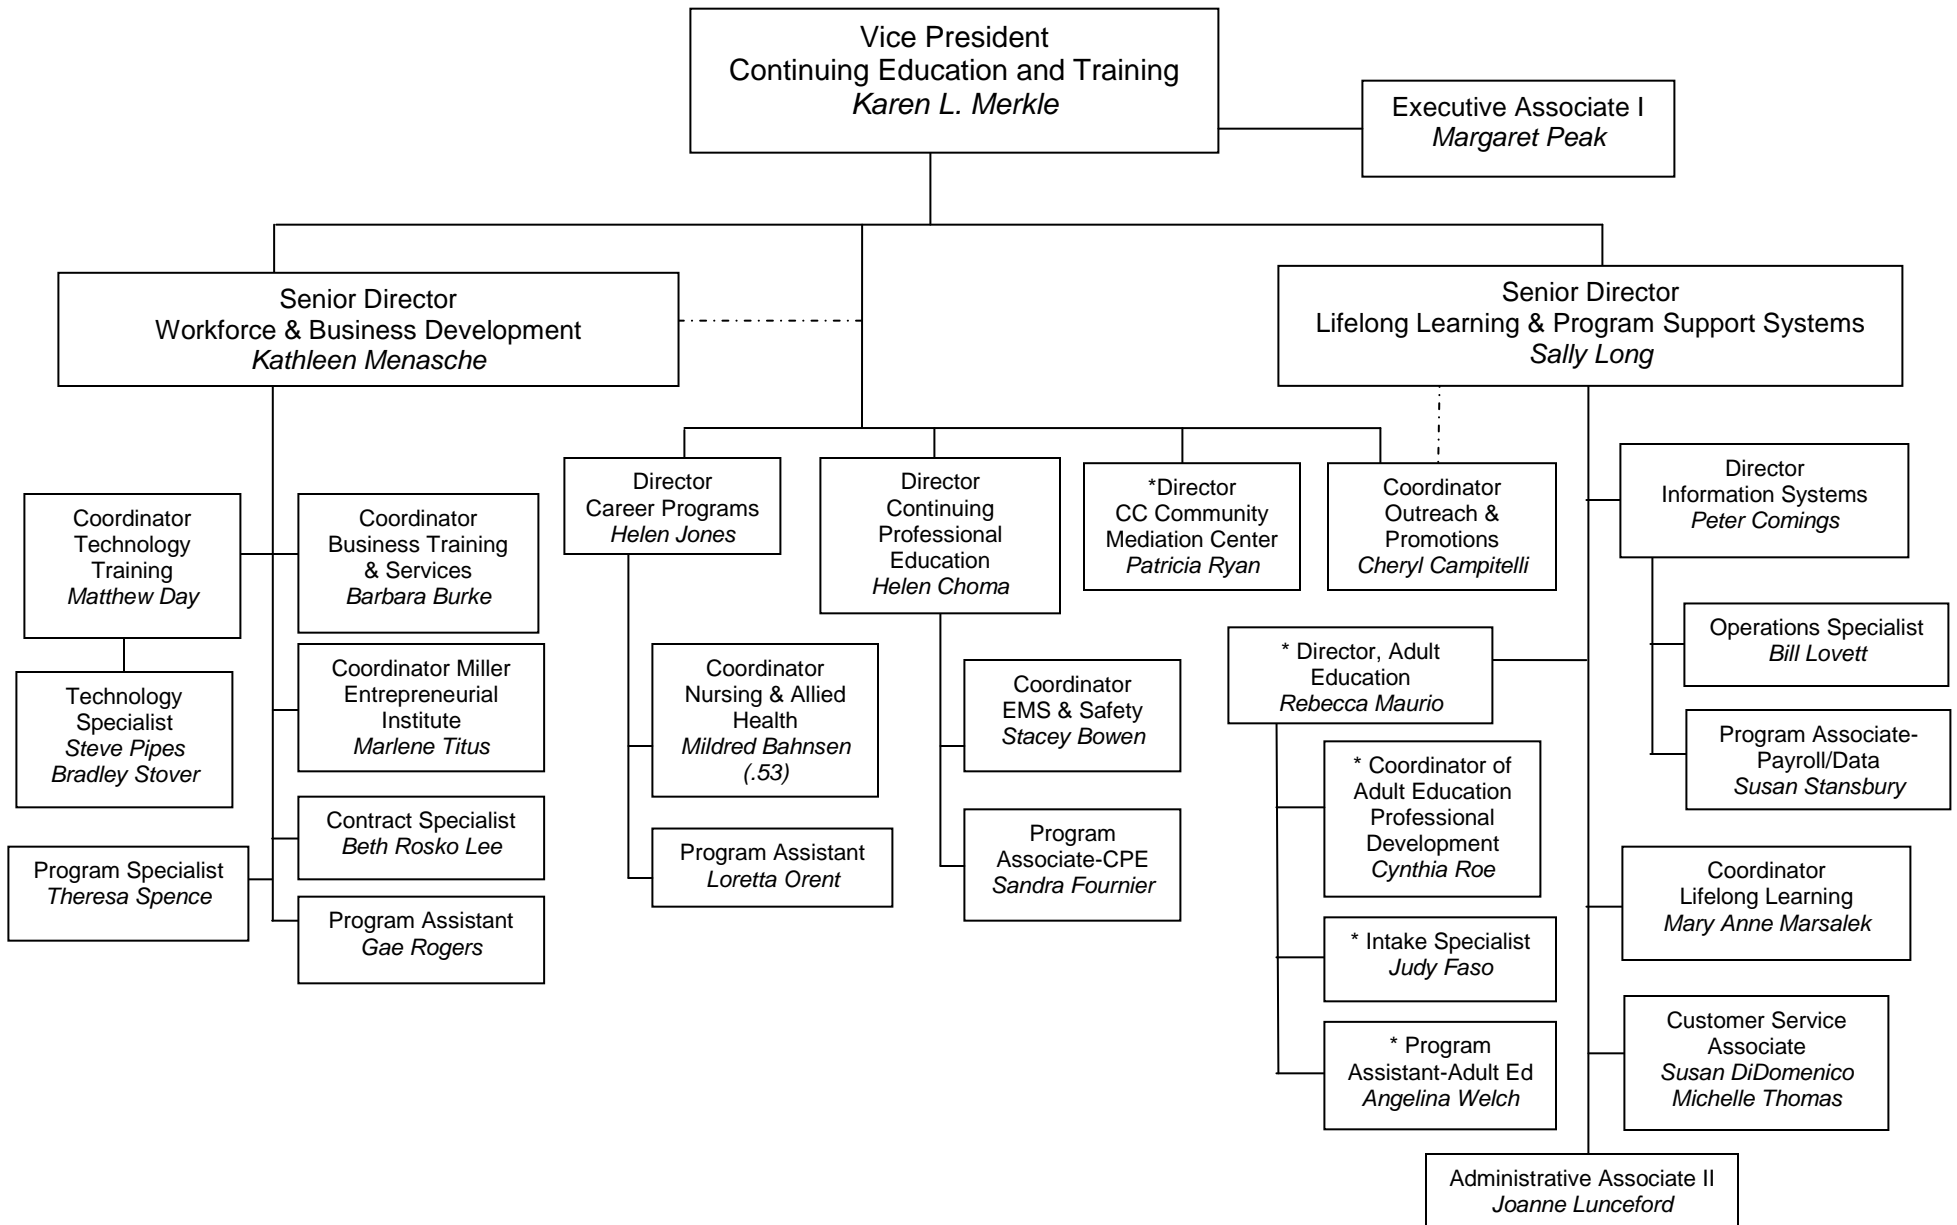 Vice President
Continuing Education and Training
Karen L. Merkle
Executive Associate I
Margaret Peak
Senior Director
Workforce & Business Development
Kathleen Menasche
Senior Director
Lifelong Learning & Program Support Systems
Sally Long
Coordinator
Technology
Training
Matthew Day
Technology
Specialist
Steve Pipes
Bradley Stover
Program Specialist
Theresa Spence
Coordinator
Business Training
& Services
Barbara Burke
Coordinator Miller
Entrepreneurial
Institute
Marlene Titus
Contract Specialist
Beth Rosko Lee
Program Assistant
Gae Rogers
Director
Career Programs
Helen Jones
Coordinator
Nursing & Allied
Health
Mildred Bahnsen
(.53)
Program Assistant
Loretta Orent
Director
Continuing
Professional
Education
Helen Choma
Coordinator
EMS & Safety
Stacey Bowen
Program
Associate-CPE
Sandra Fournier
*Director
CC Community
Mediation Center
Patricia Ryan
Coordinator
Outreach &
Promotions
Cheryl Campitelli
* Director, Adult
Education
Rebecca Maurio
* Coordinator of
Adult Education
Professional
Development
Cynthia Roe
* Intake Specialist
Judy Faso
* Program
Assistant-Adult Ed
Angelina Welch
Director
Information Systems
Peter Comings
Operations Specialist
Bill Lovett
Program Associate-
Payroll/Data
Susan Stansbury
Coordinator
Lifelong Learning
Mary Anne Marsalek
Customer Service
Associate
Susan DiDomenico
Michelle Thomas
Administrative Associate II
Joanne Lunceford